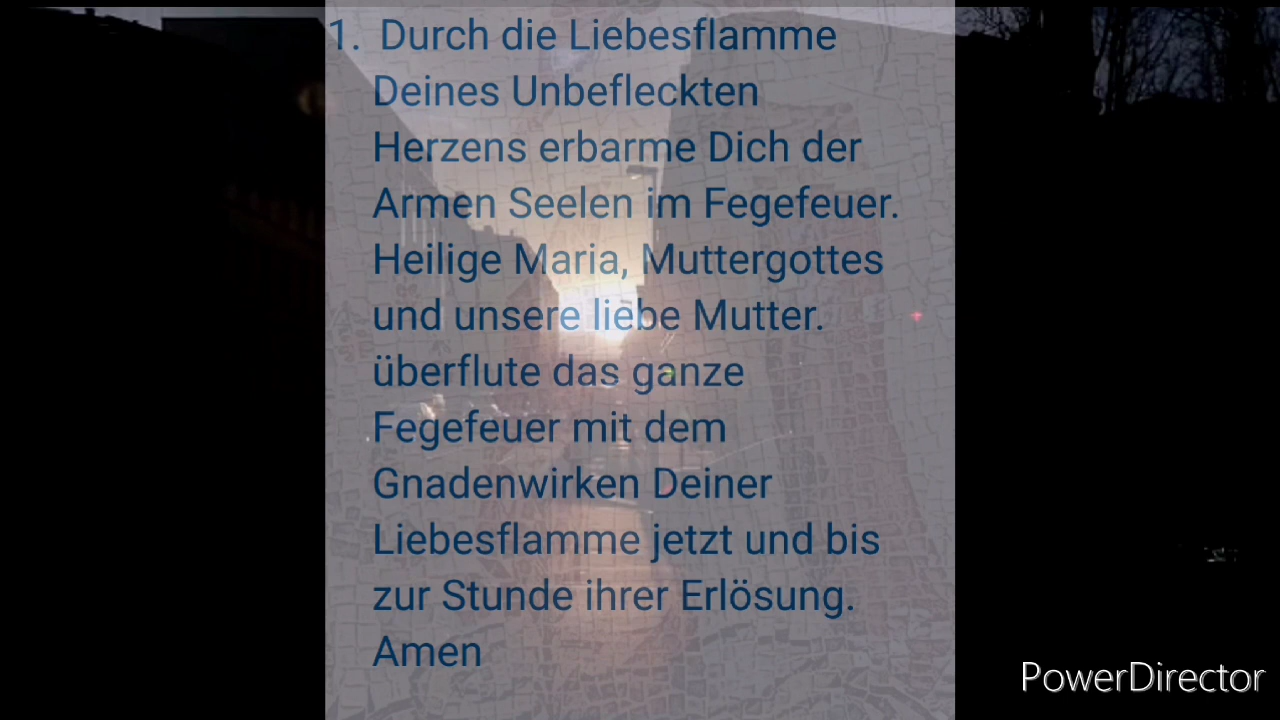 1. Durch die Liebesflamme
Deines Unbefleckten
Herzens erbarme Dich der
Armen Seelen im Fegefeuer.
Heilige Maria, Muttergottes
und unsere liebe Mutter.
überflute das ganze
Fegefeuer mit dem
Gnadenwirken Deiner
Liebesflamme jetzt und bis
zur Stunde ihrer Erlösung.
Amen
PowerDirector